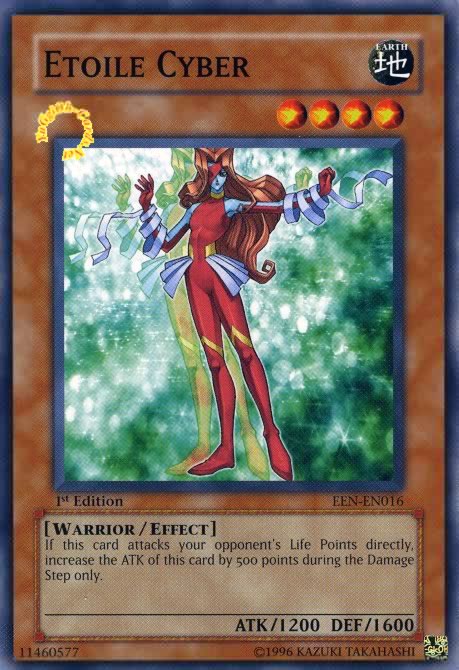 ETOILE CYBER
EARTH
地
1st Edition
EEN-EN016
[WARRIOR / EFFECT]
If this card attacks your opponent's Life Points directly,
increase the ATK of this card by 500 points during the Damage
Step only.
ATK/1200 DEF/1600
11460577
©1996 KAZUKI TAKAHASHI